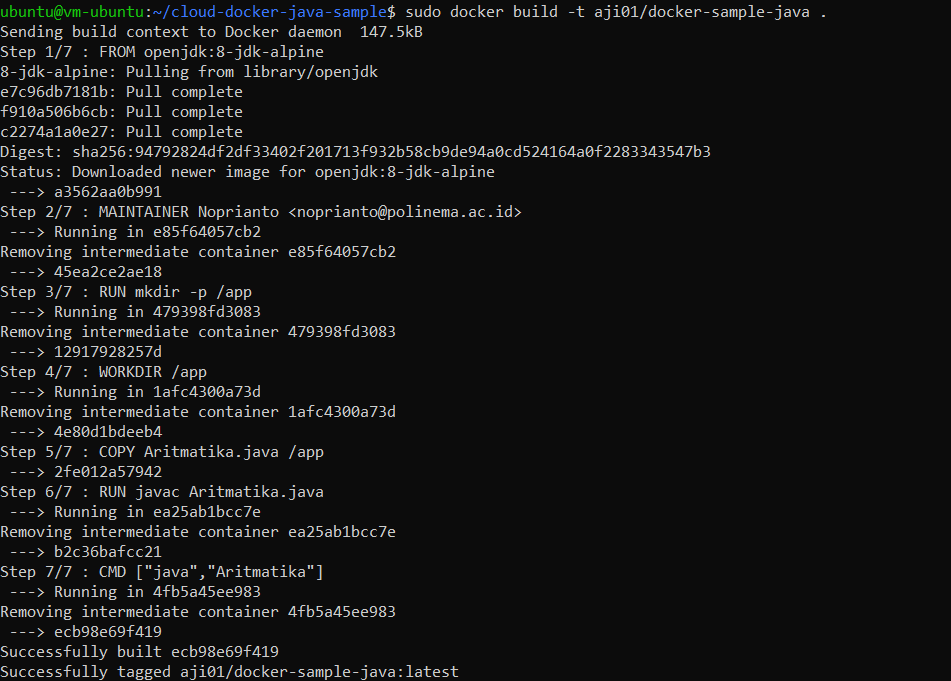 ubuntu@vm-ubuntu:~/cloud-docker-java-sample$ sudo docker build -t aji01/docker-sample-java .
Sending build context to Docker daemon  147.5kB
Step 1/7 : FROM openjdk:8-jdk-alpine
8-jdk-alpine: Pulling from library/openjdk
e7c96db7181b: Pull complete
f910a506b6cb: Pull complete
c2274a1a0e27: Pull complete
Digest: sha256:94792824df2df33402f201713f932b58cb9de94a0cd524164a0f2283343547b3
Status: Downloaded newer image for openjdk:8-jdk-alpine
 ---> a3562aa0b991
Step 2/7 : MAINTAINER Noprianto <noprianto@polinema.ac.id>
 ---> Running in e85f64057cb2
Removing intermediate container e85f64057cb2
 ---> 45ea2ce2ae18
Step 3/7 : RUN mkdir -p /app
 ---> Running in 479398fd3083
Removing intermediate container 479398fd3083
 ---> 12917928257d
Step 4/7 : WORKDIR /app
 ---> Running in 1afc4300a73d
Removing intermediate container 1afc4300a73d
 ---> 4e80d1bdeeb4
Step 5/7 : COPY Aritmatika.java /app
 ---> 2fe012a57942
Step 6/7 : RUN javac Aritmatika.java
 ---> Running in ea25ab1bcc7e
Removing intermediate container ea25ab1bcc7e
 ---> b2c36bafcc21
Step 7/7 : CMD ["java","Aritmatika"]
 ---> Running in 4fb5a45ee983
Removing intermediate container 4fb5a45ee983
 ---> ecb98e69f419
Successfully built ecb98e69f419
Successfully tagged aji01/docker-sample-java:latest